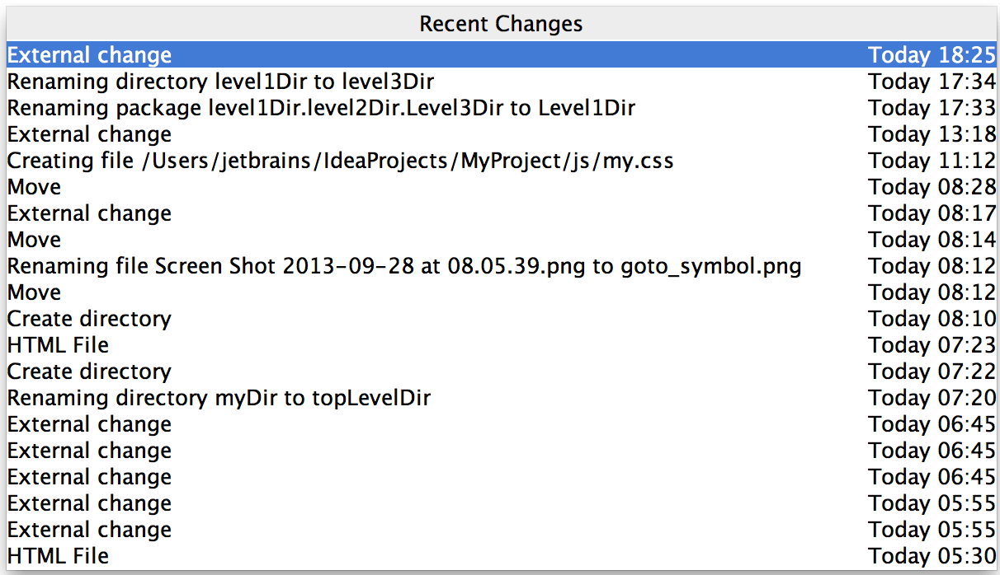 Recent Changes
External change Today 18:25
Renaming directory level1Dir to level3Dir Today 17:34
Renaming package level1Dir.level2Dir.Level3Dir to Level1Dir Today 17:33
External change Today 13:18
Creating file /Users/jetbrains/IdeaProjects/MyProject/js/my.css Today 11:12
Move Today 08:28
External change Today 08:17
Move Today 08:14
Renaming file Screen Shot 2013-09-28 at 08.05.39.png to goto_symbol.png Today 08:12
Move Today 08:12
Create directory Today 08:10
HTML File Today 07:23
Create directory Today 07:22
Renaming directory myDir to topLevelDir Today 07:20
External change Today 06:45
External change Today 06:45
External change Today 06:45
External change Today 05:55
External change Today 05:55
HTML File Today 05:30